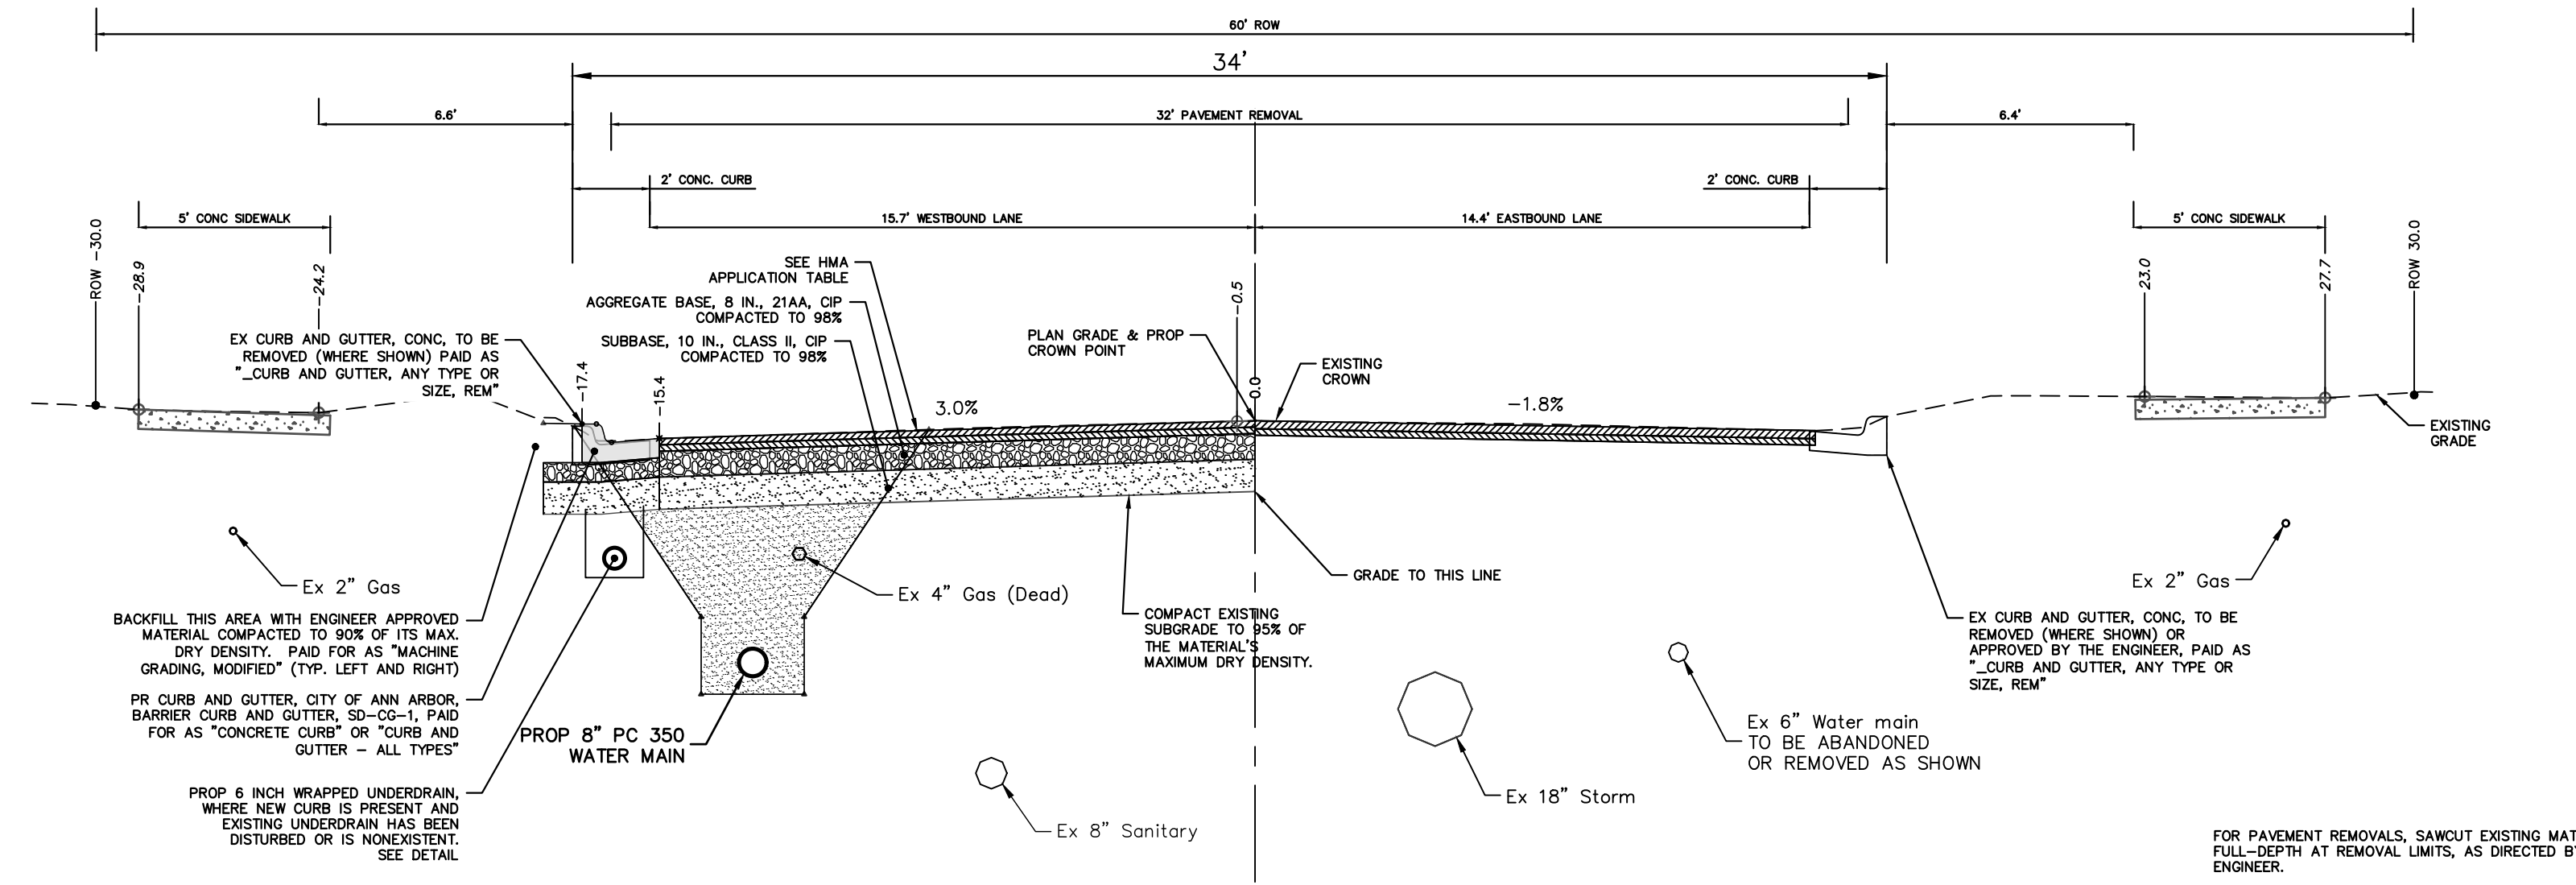 60' ROW
34'
6.6'
32' PAVEMENT REMOVAL
6.4'
2' CONC. CURB
2' CONC. CURB
5' CONC SIDEWALK
15.7' WESTBOUND LANE
14.4' EASTBOUND LANE
5' CONC SIDEWALK
ROW -30.0
-28.9
-24.2
-17.4
-15.4
-0.5
0.0
23.0
27.7
ROW 30.0
SEE HMA
APPLICATION TABLE
AGGREGATE BASE, 8 IN., 21AA, CIP
COMPACTED TO 98%
SUBBASE, 10 IN., CLASS II, CIP
COMPACTED TO 98%
EX CURB AND GUTTER, CONC, TO BE
REMOVED (WHERE SHOWN) PAID AS
"_CURB AND GUTTER, ANY TYPE OR
SIZE, REM"
PLAN GRADE & PROP
CROWN POINT
EXISTING
CROWN
3.0%
-1.8%
EXISTING
GRADE
Ex 2" Gas
Ex 4" Gas (Dead)
GRADE TO THIS LINE
Ex 2" Gas
BACKFILL THIS AREA WITH ENGINEER APPROVED
MATERIAL COMPACTED TO 90% OF ITS MAX.
DRY DENSITY. PAID FOR AS "MACHINE
GRADING, MODIFIED" (TYP. LEFT AND RIGHT)
COMPACT EXISTING
SUBGRADE TO 95% OF
THE MATERIAL'S
MAXIMUM DRY DENSITY.
EX CURB AND GUTTER, CONC, TO BE
REMOVED (WHERE SHOWN) OR
APPROVED BY THE ENGINEER, PAID AS
"_CURB AND GUTTER, ANY TYPE OR
SIZE, REM"
PR CURB AND GUTTER, CITY OF ANN ARBOR,
BARRIER CURB AND GUTTER, SD-CG-1, PAID
FOR AS "CONCRETE CURB" OR "CURB AND
GUTTER - ALL TYPES"
PROP 8" PC 350
WATER MAIN
Ex 6" Water main
TO BE ABANDONED
OR REMOVED AS SHOWN
PROP 6 INCH WRAPPED UNDERDRAIN,
WHERE NEW CURB IS PRESENT AND
EXISTING UNDERDRAIN HAS BEEN
DISTURBED OR IS NONEXISTENT.
SEE DETAIL
Ex 18" Storm
Ex 8" Sanitary
FOR PAVEMENT REMOVALS, SAWCUT EXISTING MAT
FULL-DEPTH AT REMOVAL LIMITS, AS DIRECTED BY
ENGINEER.